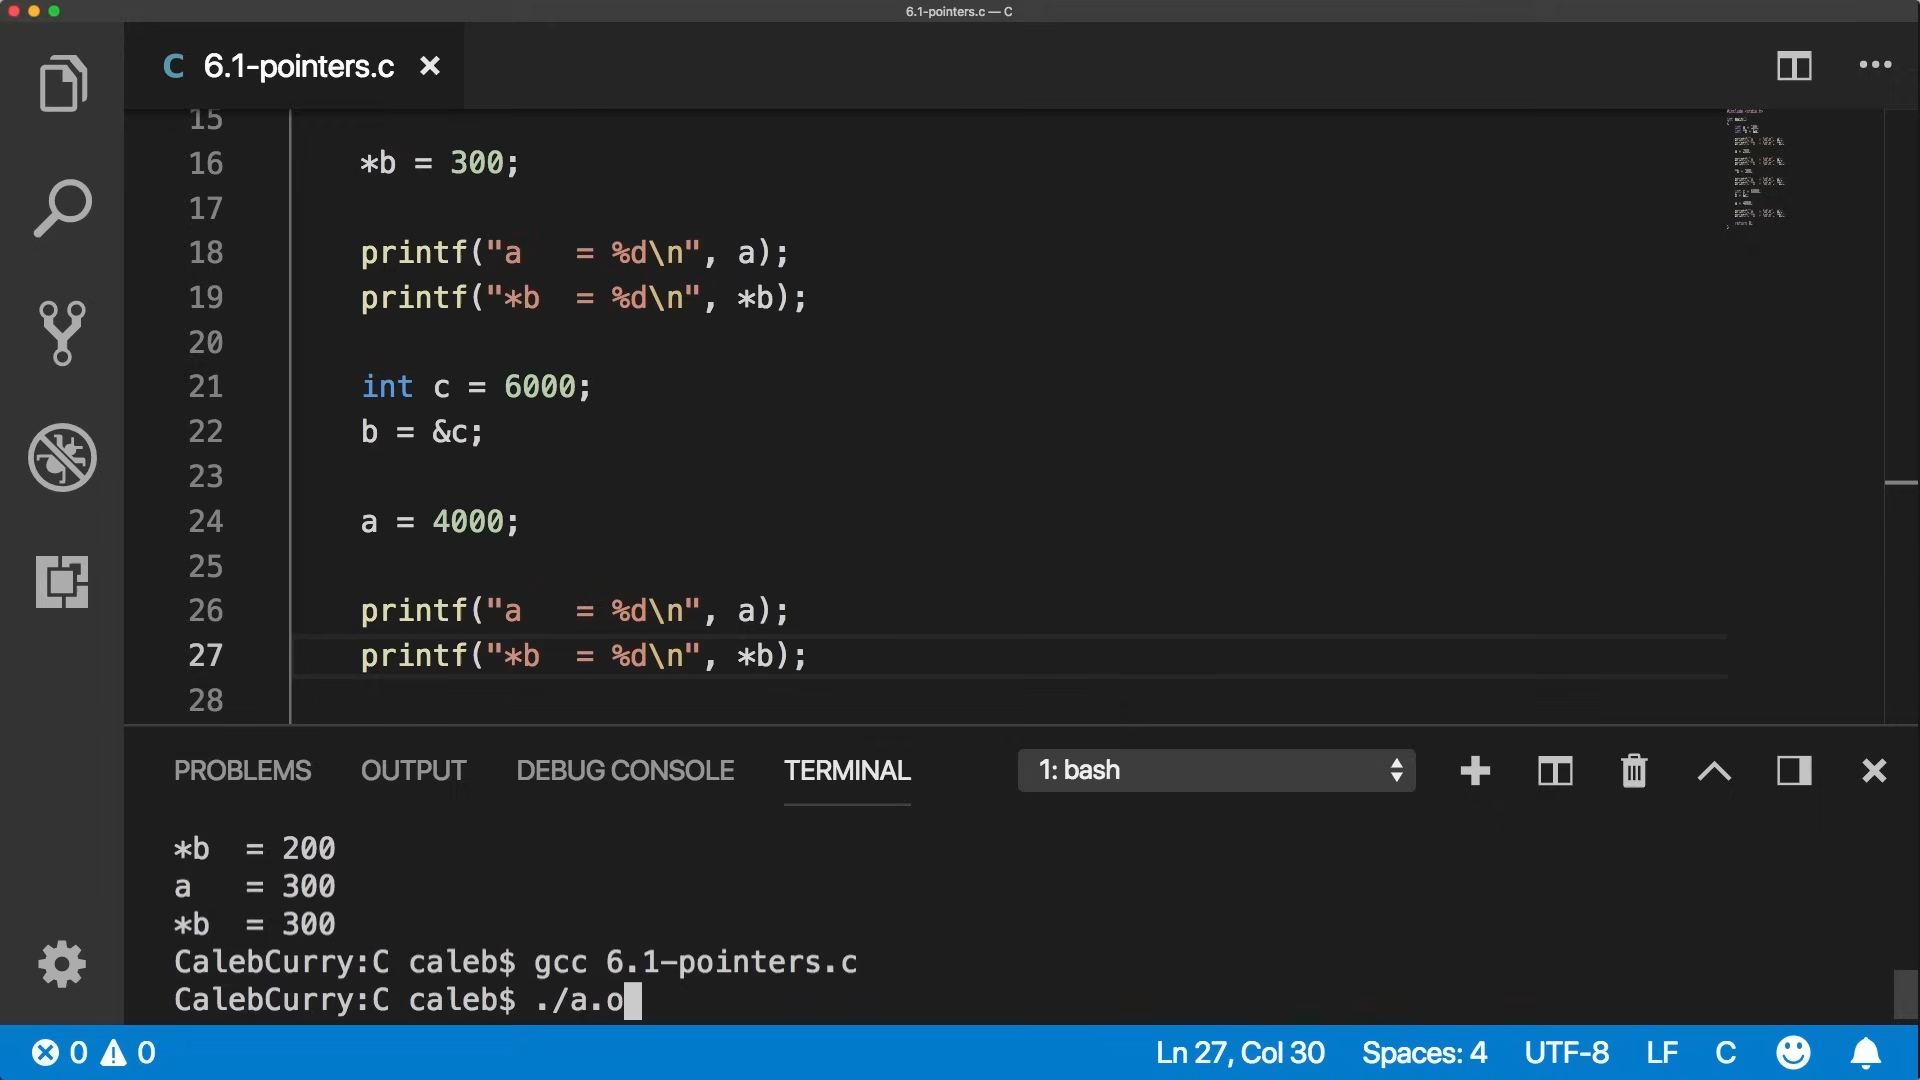 6.1-pointers.c — C
C 6.1-pointers.c
15
16 *b = 300;
17
18 printf("a   = %d\n", a);
19 printf("*b  = %d\n", *b);
20
21 int c = 6000;
22 b = &c;
23
24 a = 4000;
25
26 printf("a   = %d\n", a);
27 printf("*b  = %d\n", *b);
28
PROBLEMS OUTPUT DEBUG CONSOLE TERMINAL 1: bash
*b  = 200
a   = 300
*b  = 300
CalebCurry:C caleb$ gcc 6.1-pointers.c
CalebCurry:C caleb$ ./a.o
0 0 Ln 27, Col 30 Spaces: 4 UTF-8 LF C